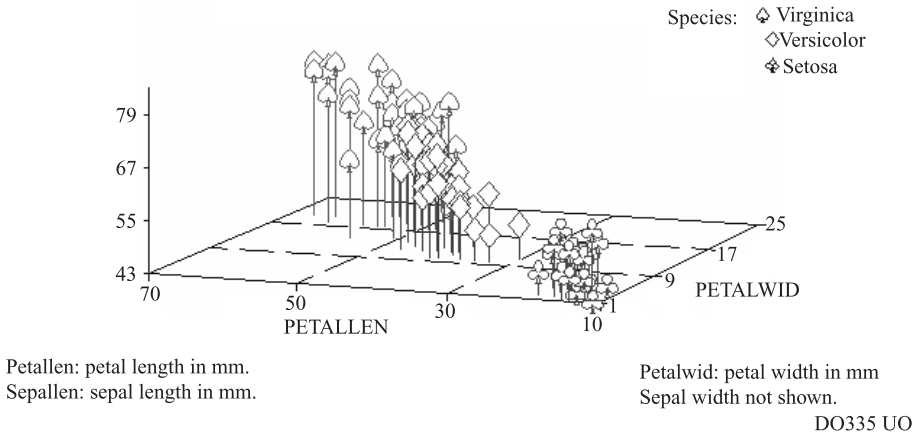 Species: Virginica
Versicolor
Setosa
79
67
55
43
70
50
30
10
1
9
17
25
PETALLEN
PETALWID
Petallen: petal length in mm.
Sepallen: sepal length in mm.
Petalwid: petal width in mm
Sepal width not shown.
DO335 UO